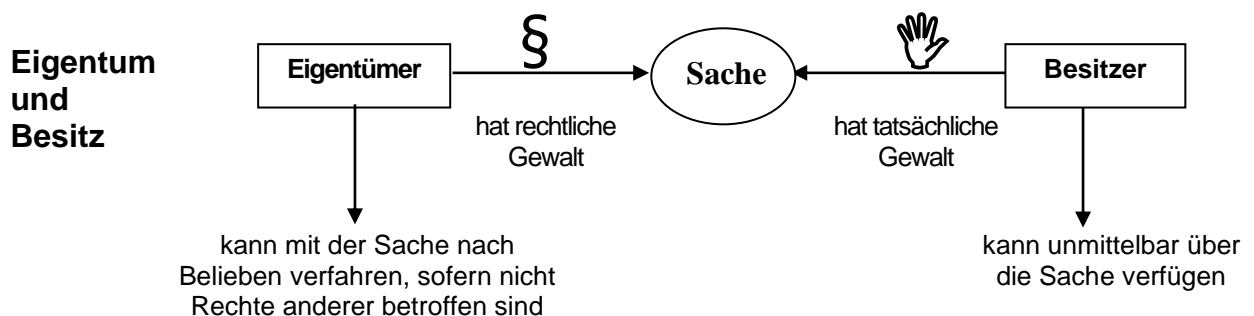 Eigentum
und
Besitz
Eigentümer
§
Sache
Besitzer
hat rechtliche
Gewalt
hat tatsächliche
Gewalt
kann mit der Sache nach
Belieben verfahren, sofern nicht
Rechte anderer betroffen sind
kann unmittelbar über
die Sache verfügen